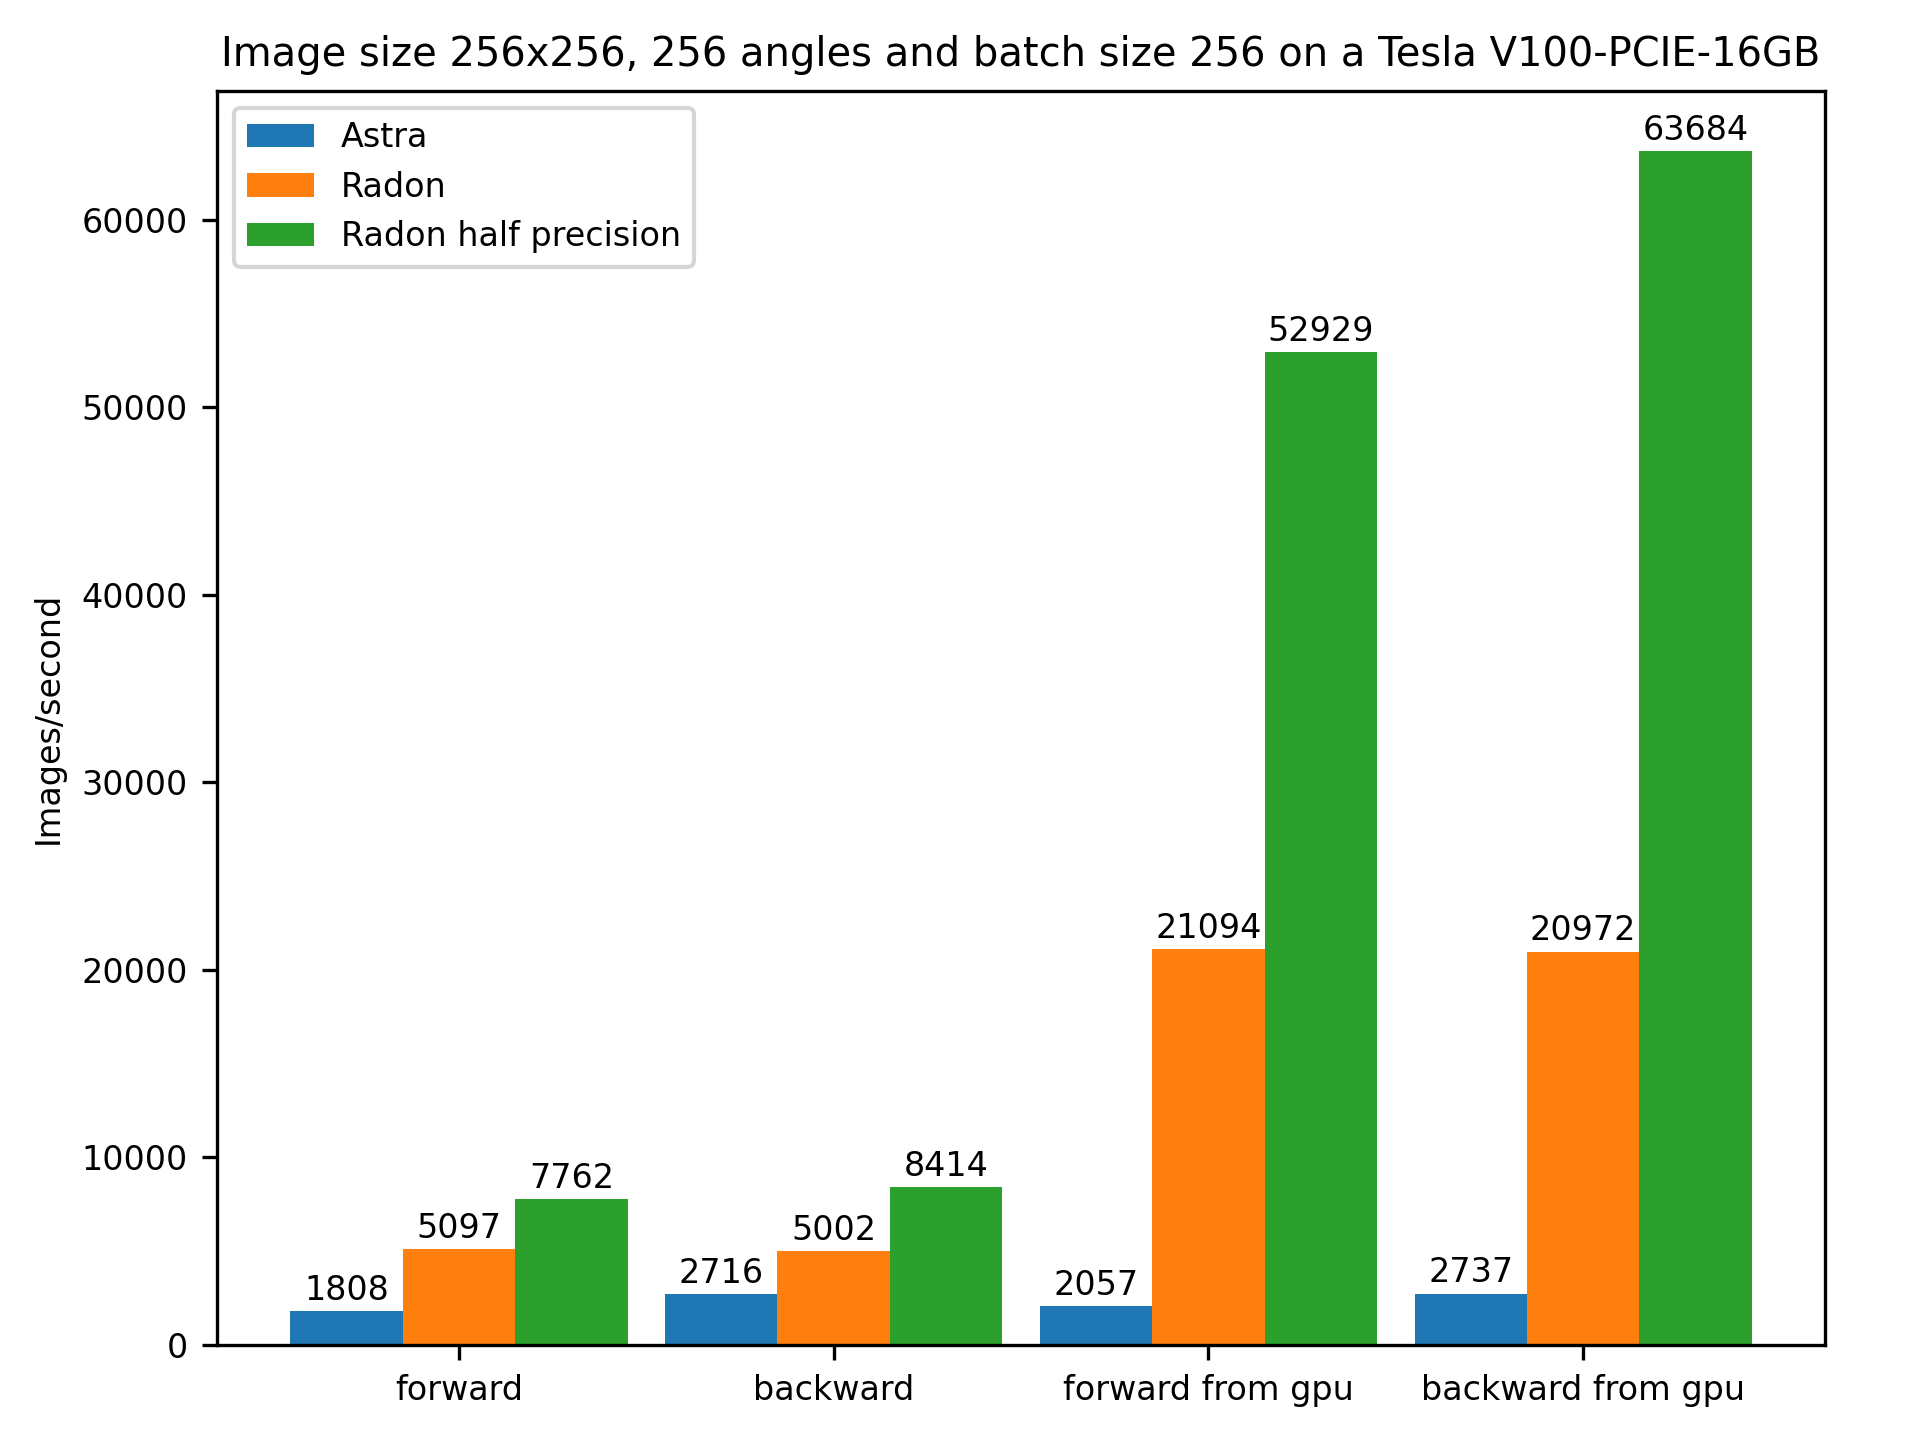 Image size 256x256, 256 angles and batch size 256 on a Tesla V100-PCIE-16GB
Astra
Radon
Radon half precision
Images/second
60000
50000
40000
30000
20000
10000
0
1808
5097
7762
2716
5002
8414
2057
21094
52929
2737
20972
63684
forward
backward
forward from gpu
backward from gpu